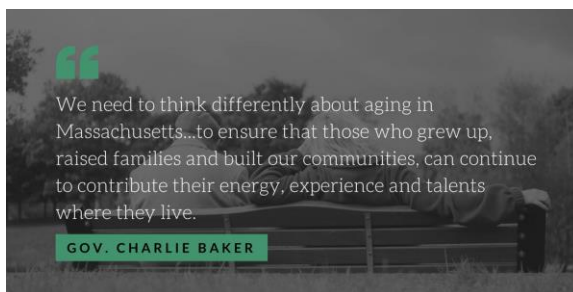 We need to think differently about aging in
Massachusetts...to ensure that those who grew up,
raised families and built our communities, can continue
to contribute their energy, experience and talents
where they live.
GOV. CHARLIE BAKER